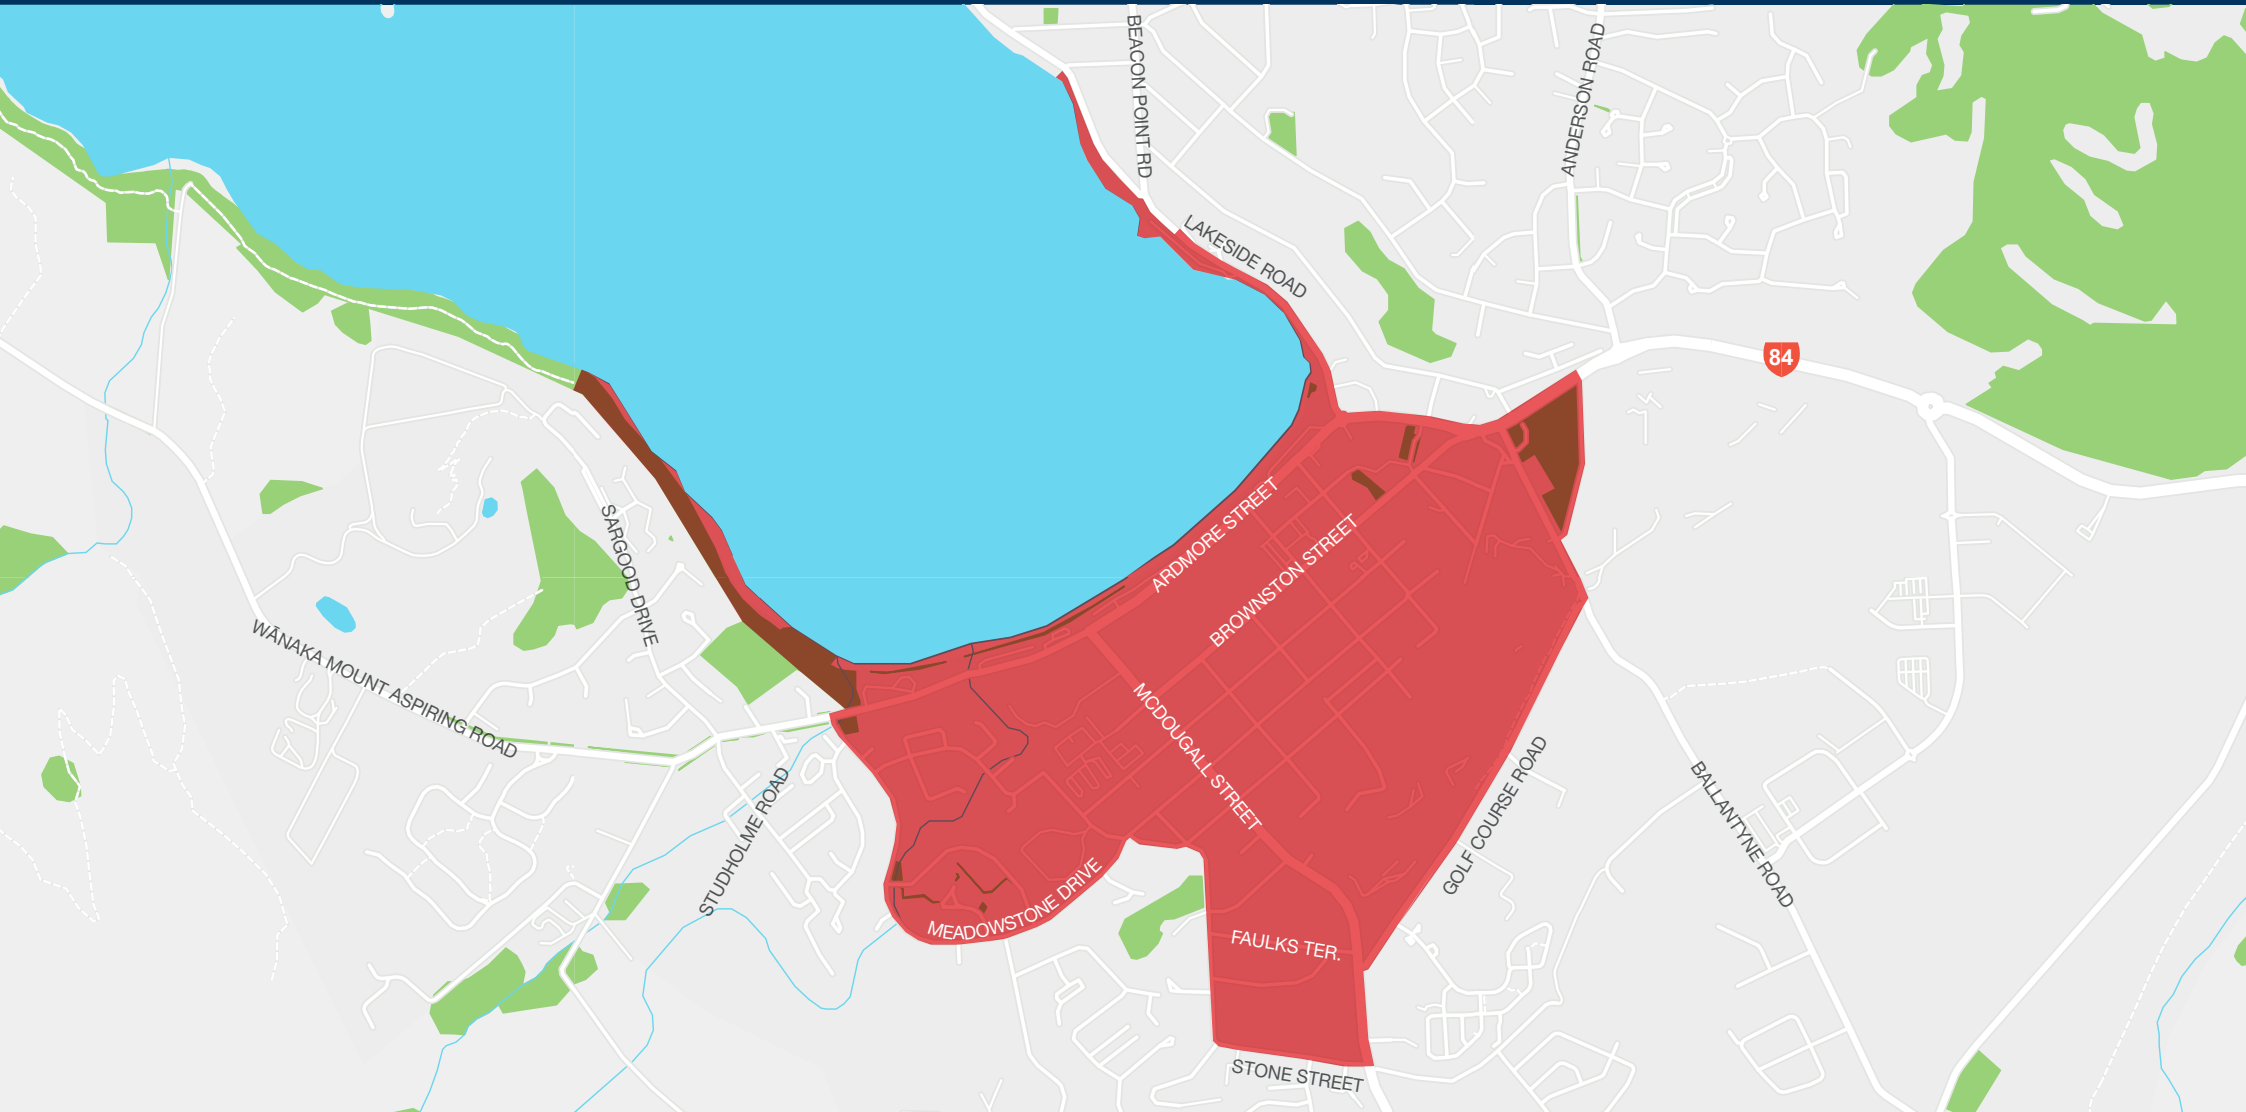 BEACON POINT RD
ANDERSON ROAD
LAKESIDE ROAD
84
ARDMORE STREET
BROWNSTON STREET
SARGOOD DRIVE
WĀNAKA MOUNT ASPIRING ROAD
MCDOUGALL STREET
STUDHOLME ROAD
GOLF COURSE ROAD
BALLANTYNE ROAD
MEADOWSTONE DRIVE
FAULKS TER.
STONE STREET